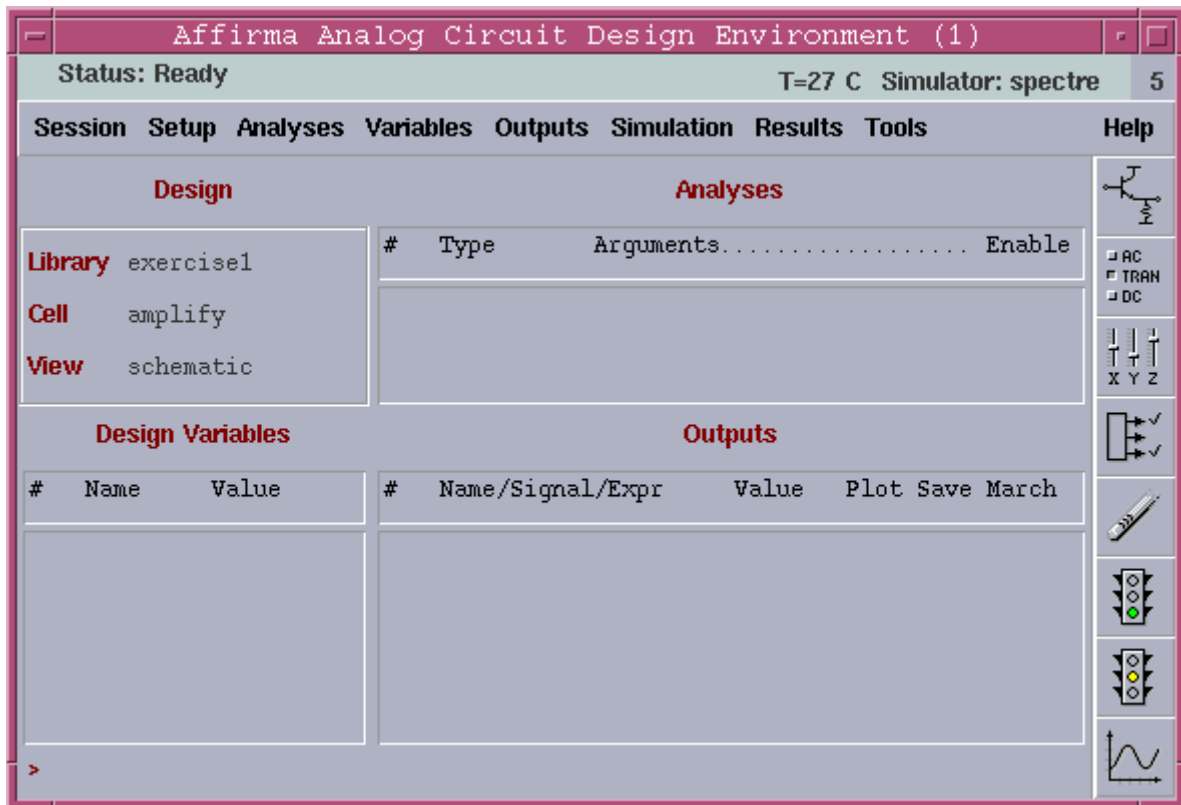 Affirma Analog Circuit Design Environment (1)
Status: Ready
T=27 C Simulator: spectre 5
Session Setup Analyses Variables Outputs Simulation Results Tools Help
Design
Analyses
Library exercise1
Cell amplify
View schematic
# Type Arguments.................. Enable
AC
TRAN
DC
X Y Z
Design Variables
Outputs
# Name Value
# Name/Signal/Expr Value Plot Save March
>